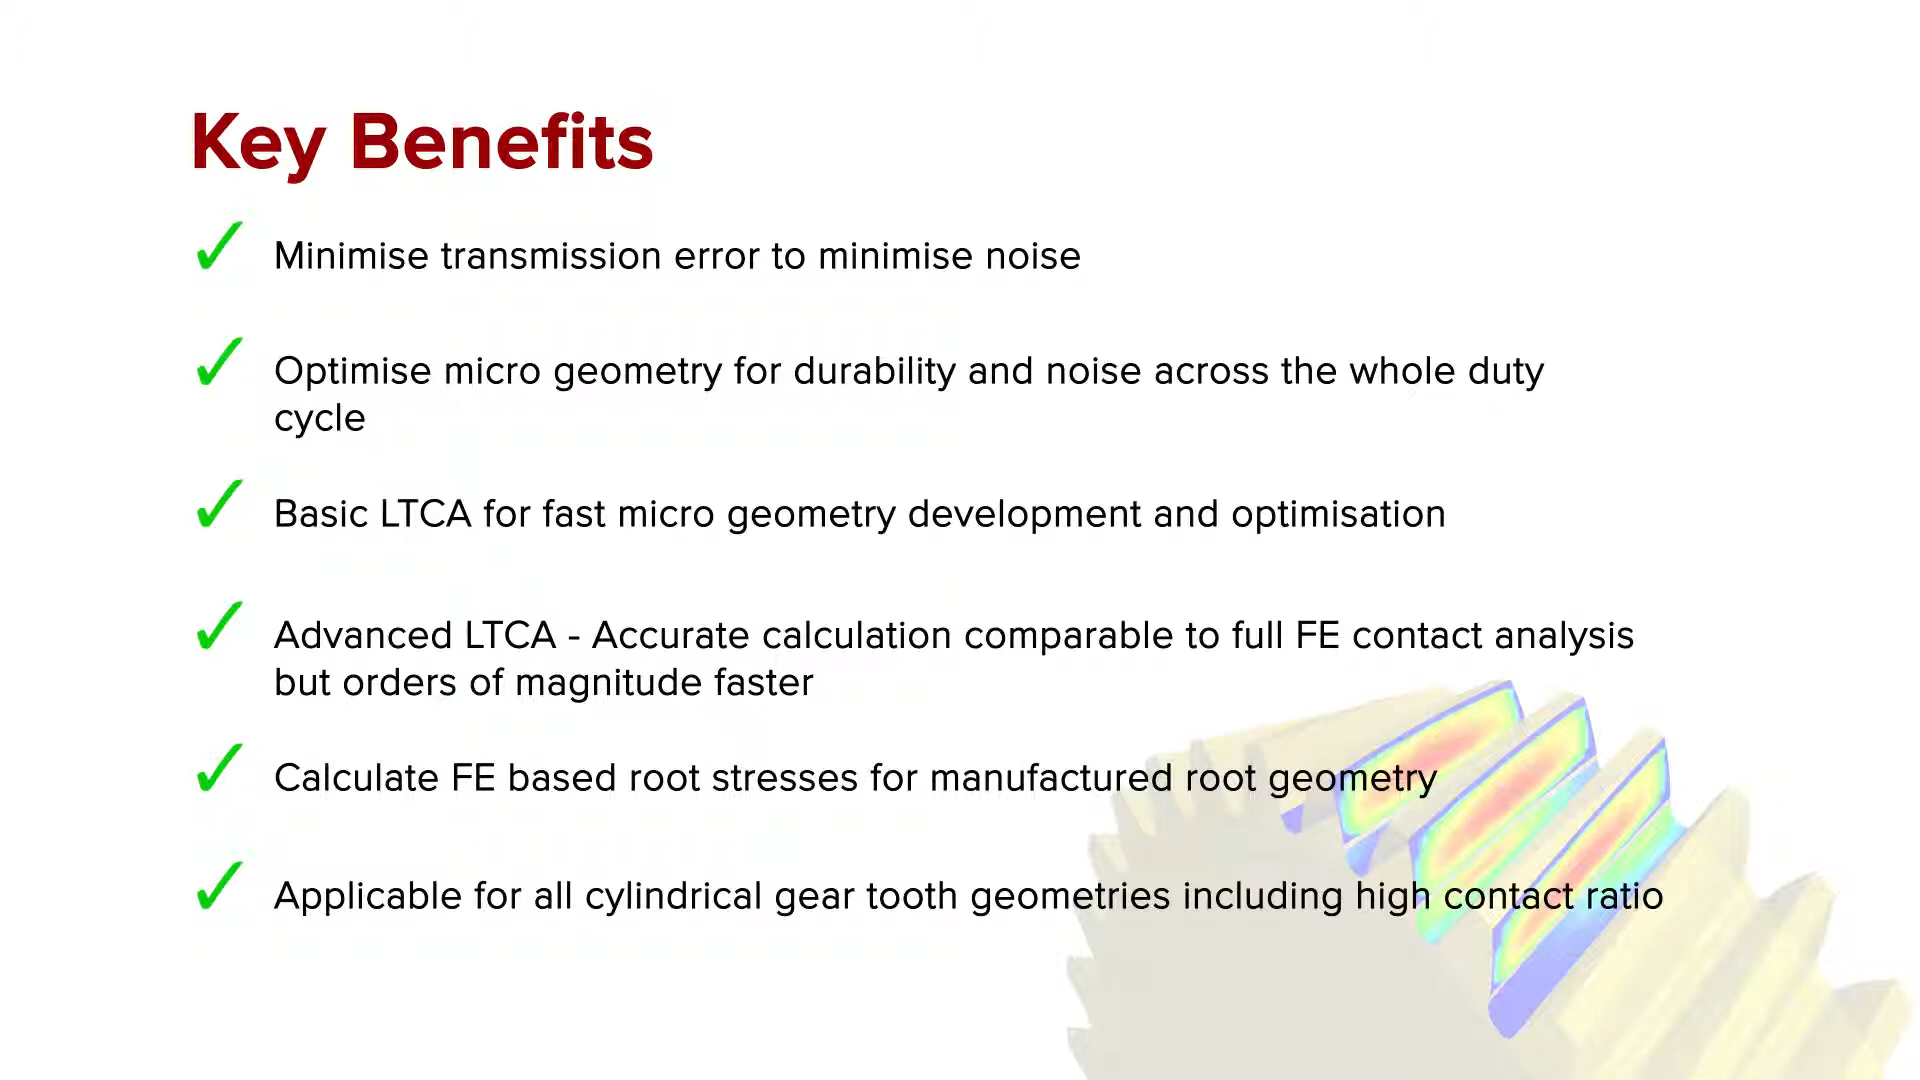 Key Benefits
✓ Minimise transmission error to minimise noise
✓ Optimise micro geometry for durability and noise across the whole duty
cycle
✓ Basic LTCA for fast micro geometry development and optimisation
✓ Advanced LTCA - Accurate calculation comparable to full FE contact analysis
but orders of magnitude faster
✓ Calculate FE based root stresses for manufactured root geometry
✓ Applicable for all cylindrical gear tooth geometries including high contact ratio